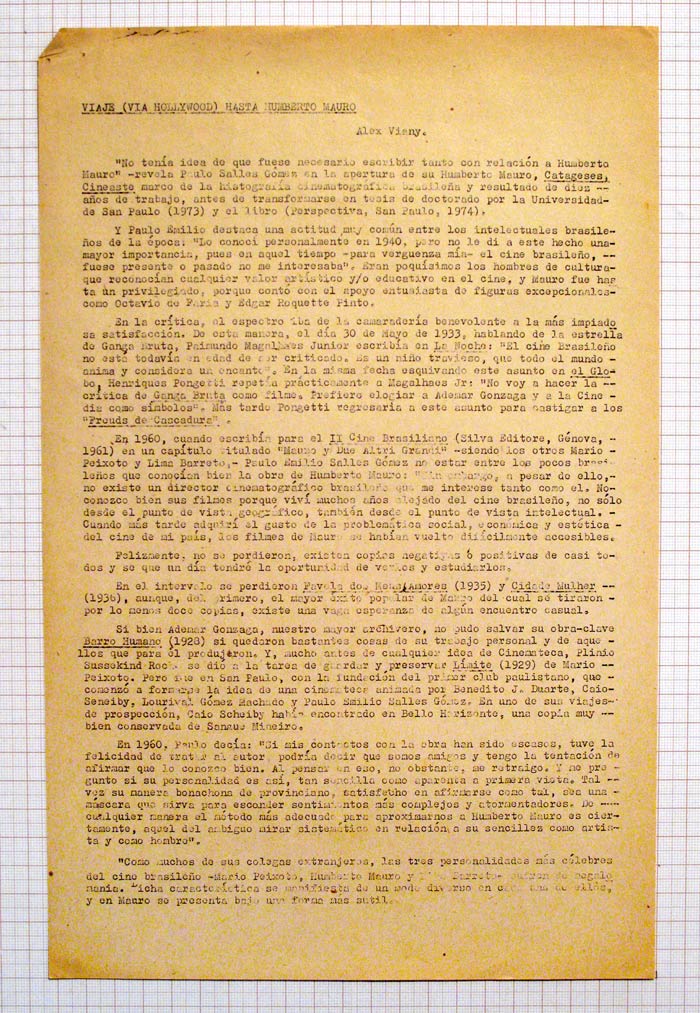 VIAJE (VIA HOLLYWOOD) HASTA HUMBERTO MAURO
Alex Viany.
"No tenía idea de que fuese necesario escribir tanto con relación a Humberto
Mauro" -revela Paulo Salles Gómez en la apertura de su Humberto Mauro, Catageses,
Cineaste marco de la histografía cinematográfica brasileña y resultado de diez --
años de trabajo, antes de transformarse en tesis de doctorado por la Universidad-
de San Paulo (1973) y el libro (Perspectiva, San Paulo, 1974).
Y Paulo Emilio destaca una actitud muy común entre los intelectuales brasile-
ños de la época: "Lo conocí personalmente en 1940, pero no le di a este hecho una-
mayor importancia, pues en aquel tiempo -para verguenza mía- el cine brasileño, --
fuese presente o pasado no me interesaba". Eran poquísimos los hombres de cultura-
que reconocían cualquier valor artístico y/o educativo en el cine, y Mauro fue has
ta un privilegiado, porque contó con el apoyo entusiasta de figuras excepcionales-
como Octavio de Faria y Edgar Roquette Pinto.
En la crítica, el espectro iba de la camaradería benevolente a la más impiado
sa satisfacción. De esta manera, el día 30 de Mayo de 1933, hablando de la estrella
de Ganga Bruta, Raimundo Magalhaes Junior escribía en La Noche: "El cine Brasileño
no está todavía en edad de ser criticado. Es un niño travieso, que todo el mundo -
anima y considera un encanto". En la misma fecha esquivando este asunto en el Glo-
bo, Henriques Pongetti repetía prácticamente a Magalhaes Jr: "No voy a hacer la --
crítica de Ganga Bruta como filme. Prefiero elogiar a Ademar Gonzaga y a la Cine -
dia como símbolos". Más tarde Pongetti regresaría a este asunto para castigar a los
"Freuds de Cascadura" .
En 1960, cuando escribía para el II Cine Brasiliano (Silva Editore, Génova, -
1961) en un capítulo titulado "Mauro y Due Altri Grandi" -siendo los otros Mario -
Peixoto y Lima Barreto,- Paulo Emilio Salles Gómez no estar entre los pocos brasi-
leños que conocían bien la obra de Humberto Mauro: "Sin embargo, a pesar de ello,-
no existe un director cinematográfico brasileño que me interese tanto como el. No-
conozco bien sus filmes porque viví muchos años alejado del cine brasileño, no sólo
desde el punto de vista geográfico, también desde el punto de vista intelectual. -
Cuando más tarde adquirí el gusto de la problemática social, económica y estética -
del cine de mi país, los filmes de Mauro se habían vuelto difícilmente accesibles.
Felizmente, no se perdieron, existen copias negativas ó positivas de casi to-
dos y se que un día tendré la oportunidad de verlos y estudiarlos.
En el intervalo se perdieron Favela dos Meus Amores (1935) y Cidade Mulher --
(1936), aunque, del primero, el mayor éxito popular de Mauro del cual se tiraron -
por lo menos doce copias, existe una vaga esperanza de algún encuentro casual.
Si bien Ademar Gonzaga, nuestro mayor archivero, no pudo salvar su obra-clave
Barro Humano (1928) si quedaron bastantes cosas de su trabajo personal y de aque -
llos que para él produjeron. Y, mucho antes de cualquier idea de Cinemateca, Plinio
Sussekind Roc. se dió a la tarea de guardar y preservar Límite (1929) de Mario --
Peixoto. Pero fue en San Paulo, con la fundación del primer club paulistano, que -
comenzó a formarse la idea de una cinemateca animada por Benedito J. Duarte, Caio-
Seneiby, Lourival Gómez Machado y Paulo Emilio Salles Gómez. En uno de sus viajes-
de prospección, Caio Scheiby había encontrado en Bello Horizonte, una copia muy --
bien conservada de Sangue Mineiro.
En 1960, Paulo decía: "Si mis contactos con la obra han sido escasos, tuve la
felicidad de tratar al autor, podría decir que somos amigos y tengo la tentación de
afirmar que lo conozco bien. Al pensar en eso, no obstante, me retraigo. Y me pre -
gunto si su personalidad es así, tan sencilla como aparenta a primera vista. Tal --
vez su manera bonachona de provinciano, satisfecho en afirmarse como tal, sea una -
máscara que sirva para esconder sentimientos más complejos y atormentadores. De ----
cualquier manera el método más adecuado para aproximarnos a Humberto Mauro es cier-
tamente, aquel del ambiguo mirar sistemático en relación a su sencillez como artis-
ta y como hombre".
"Como muchos de sus colegas extranjeros, las tres personalidades más célebres
del cine brasileño -Mario Peixoto, Humberto Mauro y Lima Barreto- sufren de megalo
manía. Dicha característica se manifiesta de un modo diverso en cada uno de ellos,
y en Mauro se presenta bajo una forma más sutil.